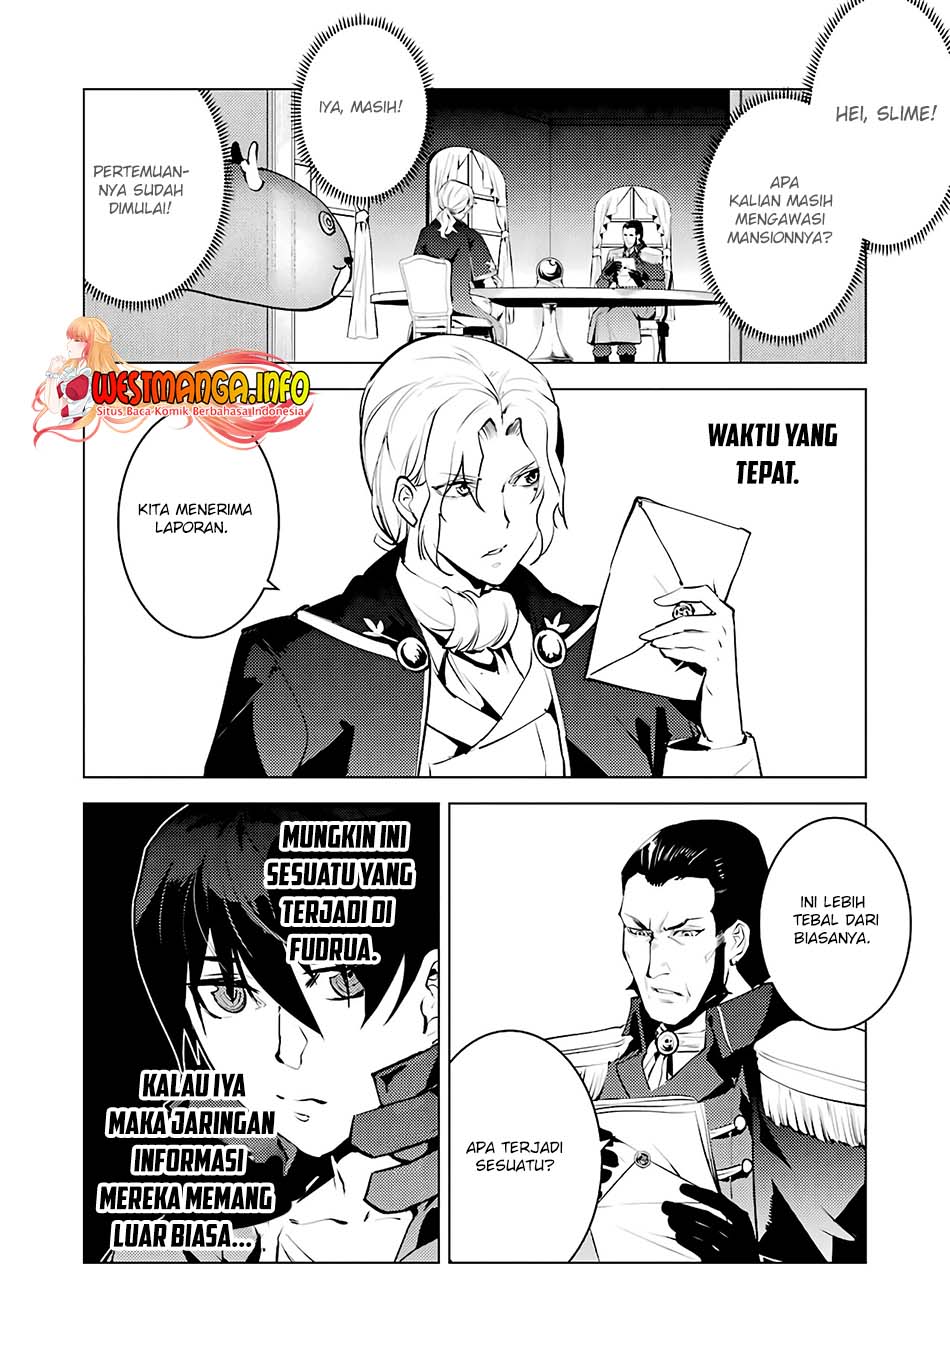 HEI, SLIME!
APA
KALIAN MASIH
MENGAWASI
MANSIONNYA?
IYA, MASIH!
PERTEMUAN-
NYA SUDAH
DIMULAI!
WESTMANGA.INFO
Situs Baca Komik Berbahasa Indonesia
WAKTU YANG
TEPAT.
KITA MENERIMA
LAPORAN.
INI LEBIH
TEBAL DARI
BIASANYA.
APA TERJADI
SESUATU?
MUNGKIN INI
SESUATU YANG
TERJADI DI
FUDRUA.
KALAU IYA
MAKA JARINGAN
INFORMASI
MEREKA MEMANG
LUAR BIASA...